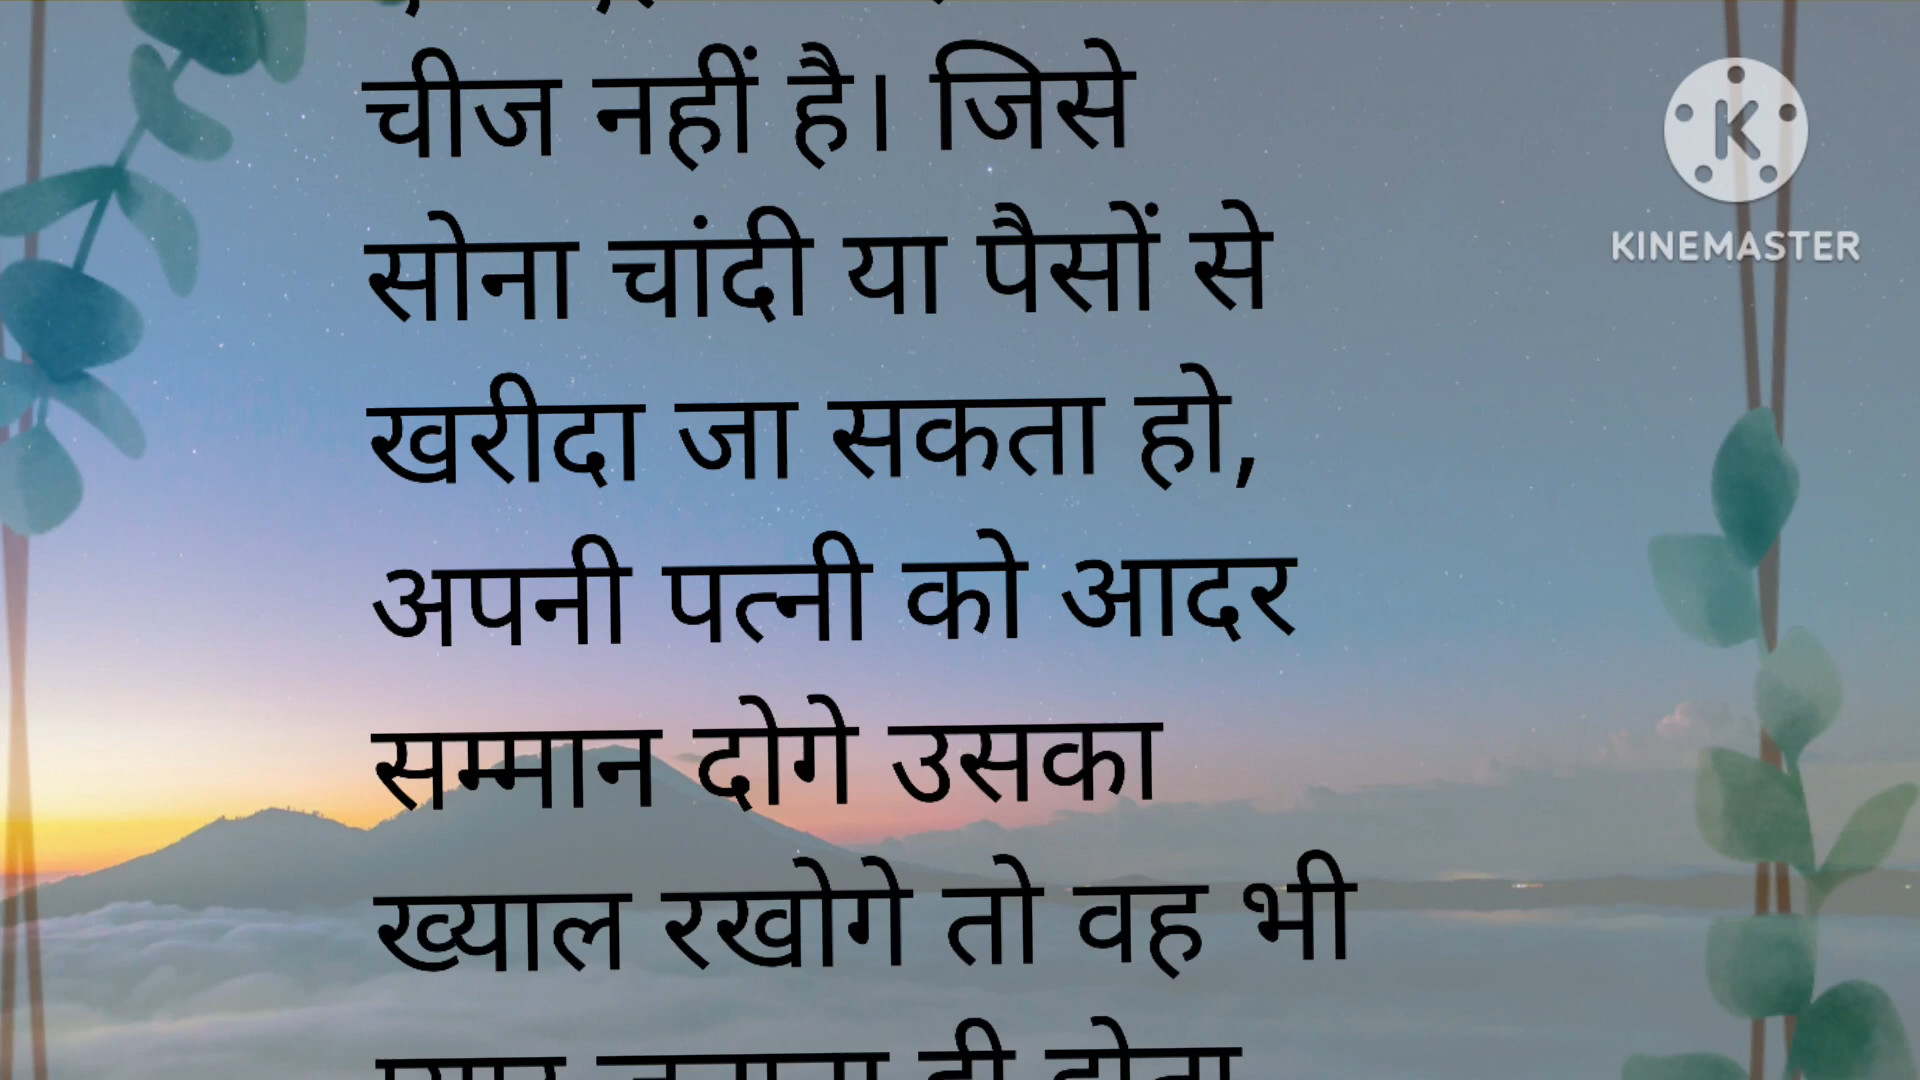 चीज नहीं है। जिसे
सोना चांदी या पैसों से
खरीदा जा सकता हो,
अपनी पत्नी को आदर
सम्मान दोगे उसका
ख्याल रखोगे तो वह भी
KINEMASTER